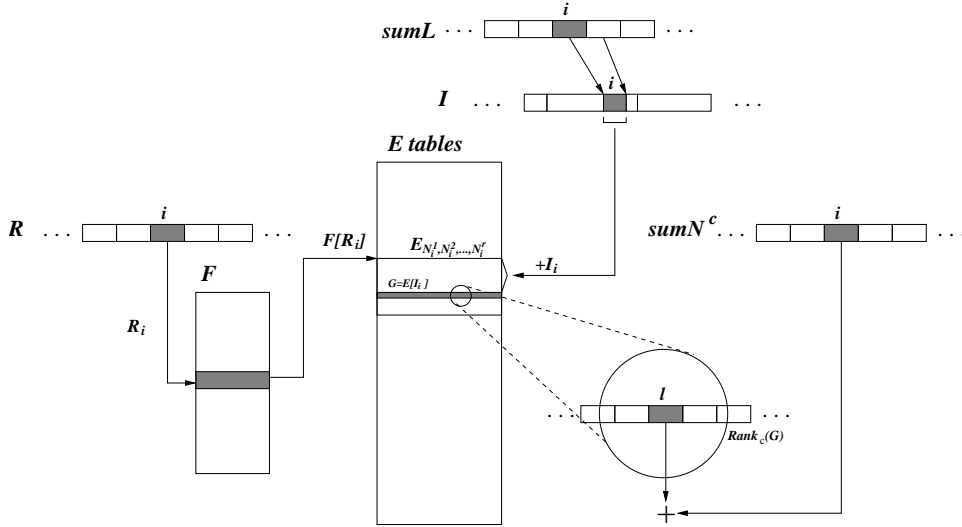 i
sumL ... ...
i
I ... ...
E tables
i
R ... ...
i
sumN^c ... ...
F[R_i]
E_{N_i^1,N_i^2,...,N_i^r}
+I_i
F
G=E[I_i ]
R_i
l
... ...
Rank_c(G)
+